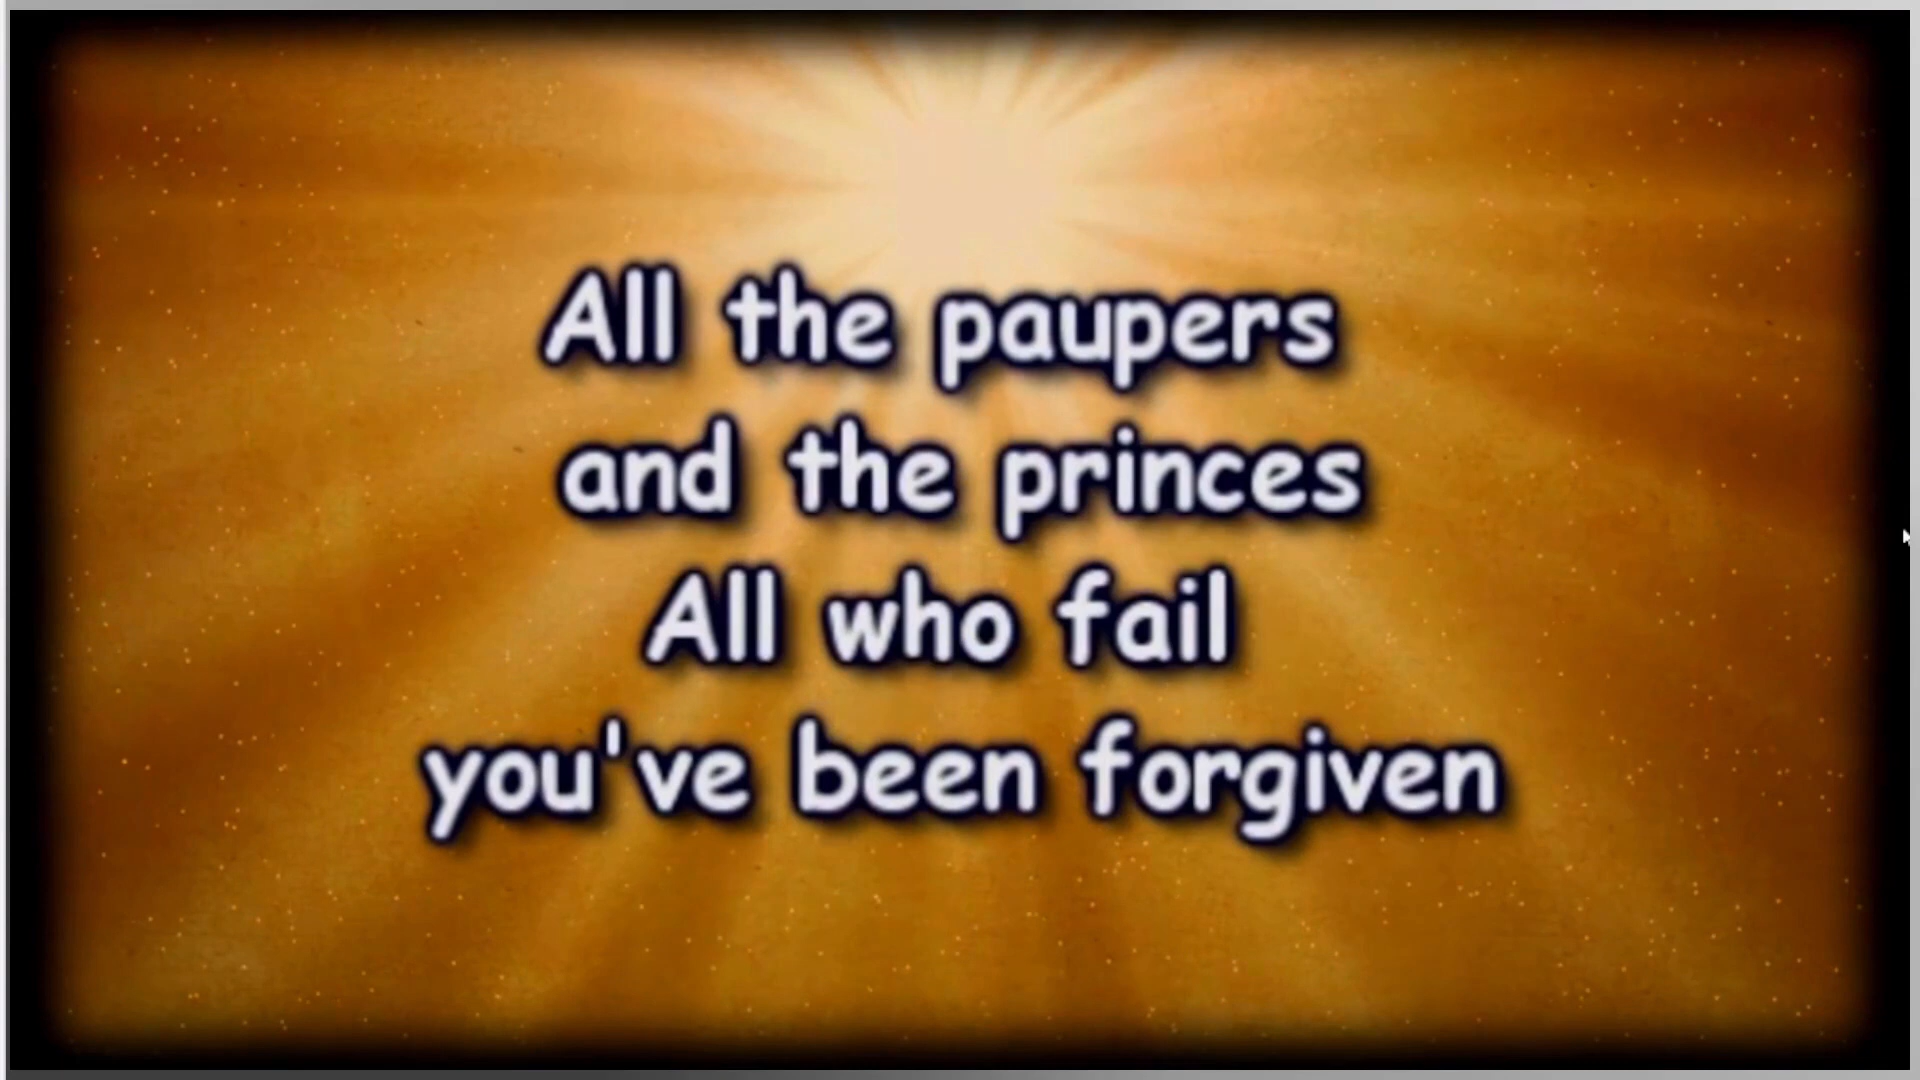 All the paupers
and the princes
All who fail
you've been forgiven